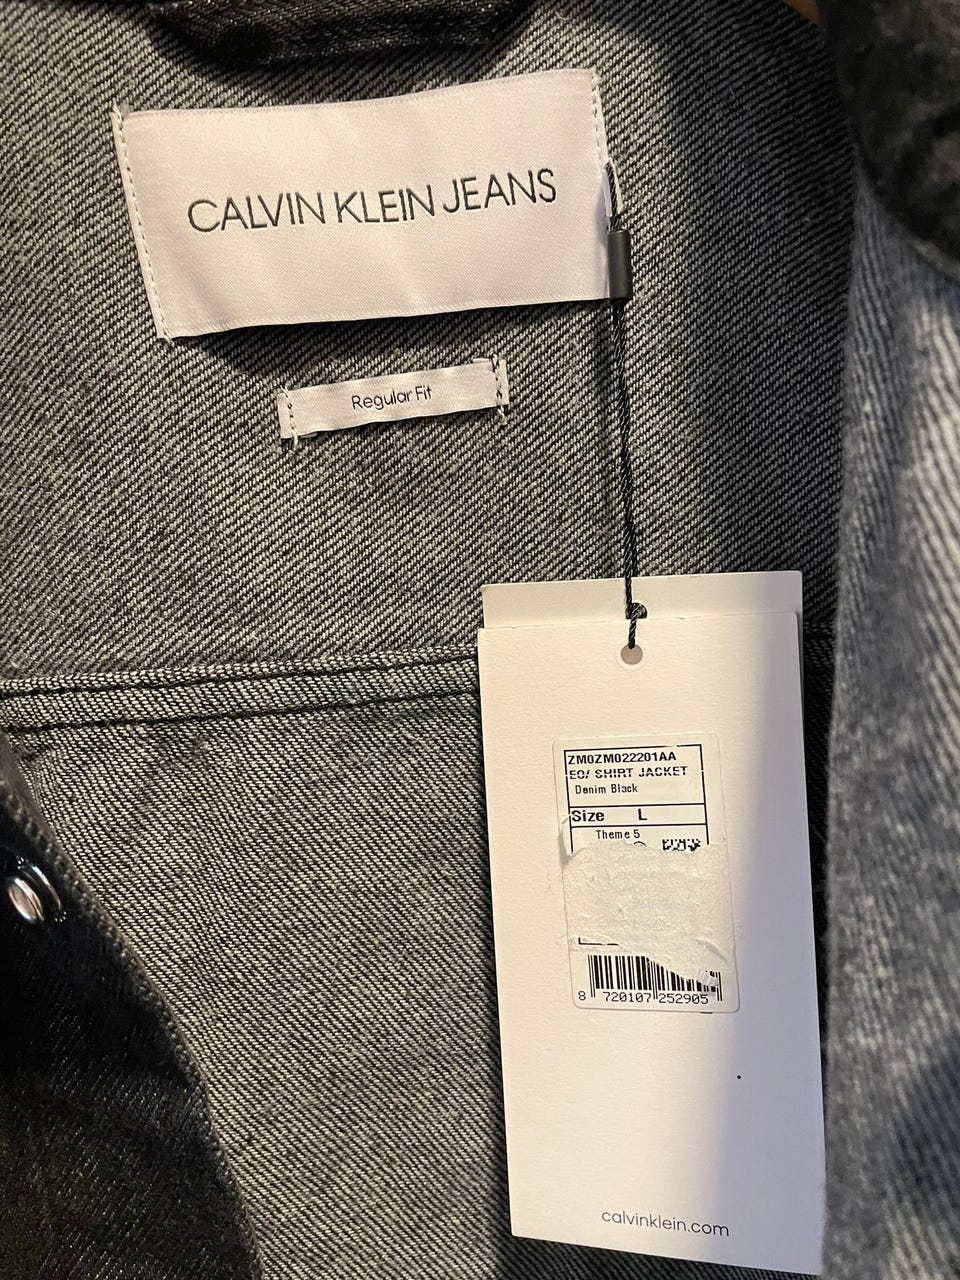 CALVIN KLEIN JEANS
Regular Fit
ZM0ZM022201AA
EO/ SHIRT JACKET
Denim Black
Size L
Theme 5
8 720107 252905
calvinklein.com